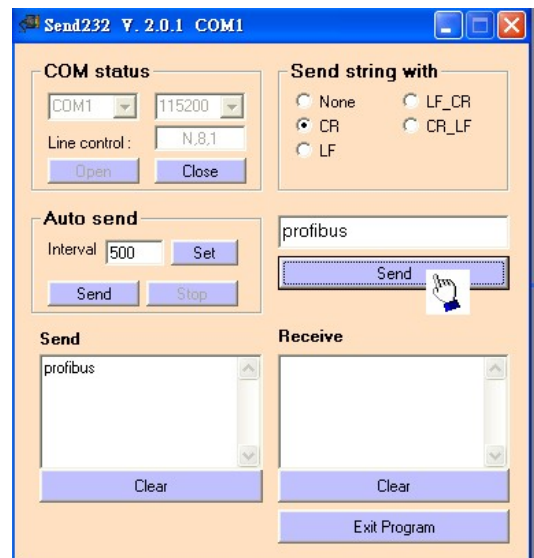 Send232 V. 2.0.1 COM1
COM status
COM1 115200
Line control : N,8,1
Open Close
Send string with
None LF_CR
CR CR_LF
LF
Auto send
Interval 500 Set
Send Stop
profibus
Send
Send
profibus
Clear
Receive
Clear
Exit Program